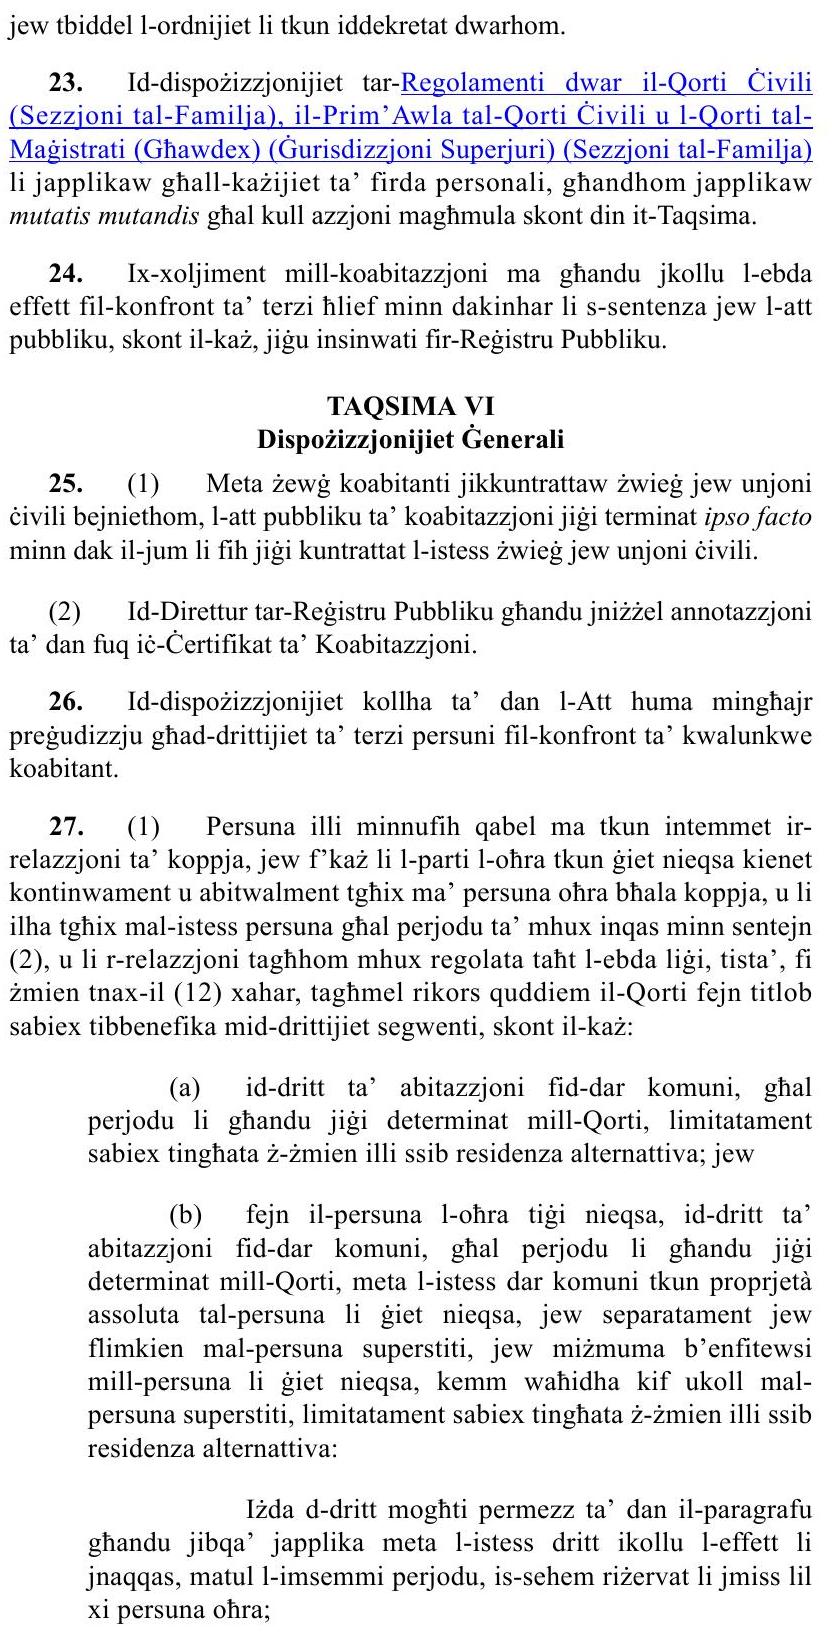 jew tbiddel l-ordnijiet li tkun iddekretat dwarhom.
23. Id-dispożizzjonijiet tar-Regolamenti dwar il-Qorti Ċivili
(Sezzjoni tal-Familja), il-Prim’Awla tal-Qorti Ċivili u l-Qorti tal-
Maġistrati (Għawdex) (Ġurisdizzjoni Superjuri) (Sezzjoni tal-Familja)
li japplikaw għall-każijiet ta’ firda personali, għandhom japplikaw
mutatis mutandis għal kull azzjoni magħmula skont din it-Taqsima.
24. Ix-xoljiment mill-koabitazzjoni ma għandu jkollu l-ebda
effett fil-konfront ta’ terzi ħlief minn dakinhar li s-sentenza jew l-att
pubbliku, skont il-każ, jiġu insinwati fir-Reġistru Pubbliku.
TAQSIMA VI
Dispożizzjonijiet Ġenerali
25. (1) Meta żewġ koabitanti jikkuntrattaw żwieġ jew unjoni
ċivili bejniethom, l-att pubbliku ta’ koabitazzjoni jiġi terminat ipso facto
minn dak il-jum li fih jiġi kuntrattat l-istess żwieġ jew unjoni ċivili.
(2) Id-Direttur tar-Reġistru Pubbliku għandu jniżżel annotazzjoni
ta’ dan fuq iċ-Ċertifikat ta’ Koabitazzjoni.
26. Id-dispożizzjonijiet kollha ta’ dan l-Att huma mingħajr
preġudizzju għad-drittijiet ta’ terzi persuni fil-konfront ta’ kwalunkwe
koabitant.
27. (1) Persuna illi minnufih qabel ma tkun intemmet ir-
relazzjoni ta’ koppja, jew f’każ li l-parti l-oħra tkun ġiet nieqsa kienet
kontinwament u abitwalment tgħix ma’ persuna oħra bħala koppja, u li
ilha tgħix mal-istess persuna għal perjodu ta’ mhux inqas minn sentejn
(2), u li r-relazzjoni tagħhom mhux regolata taħt l-ebda liġi, tista’, fi
żmien tnax-il (12) xahar, tagħmel rikors quddiem il-Qorti fejn titlob
sabiex tibbenefika mid-drittijiet segwenti, skont il-każ:
(a) id-dritt ta’ abitazzjoni fid-dar komuni, għal
perjodu li għandu jiġi determinat mill-Qorti, limitatament
sabiex tingħata ż-żmien illi ssib residenza alternattiva; jew
(b) fejn il-persuna l-oħra tiġi nieqsa, id-dritt ta’
abitazzjoni fid-dar komuni, għal perjodu li għandu jiġi
determinat mill-Qorti, meta l-istess dar komuni tkun proprjetà
assoluta tal-persuna li ġiet nieqsa, jew separatament jew
flimkien mal-persuna superstiti, jew miżmuma b’enfitewsi
mill-persuna li ġiet nieqsa, kemm waħidha kif ukoll mal-
persuna superstiti, limitatament sabiex tingħata ż-żmien illi ssib
residenza alternattiva:
Iżda d-dritt mogħti permezz ta’ dan il-paragrafu
għandu jibqa’ japplika meta l-istess dritt ikollu l-effett li
jnaqqas, matul l-imsemmi perjodu, is-sehem riżervat li jmiss lil
xi persuna oħra;